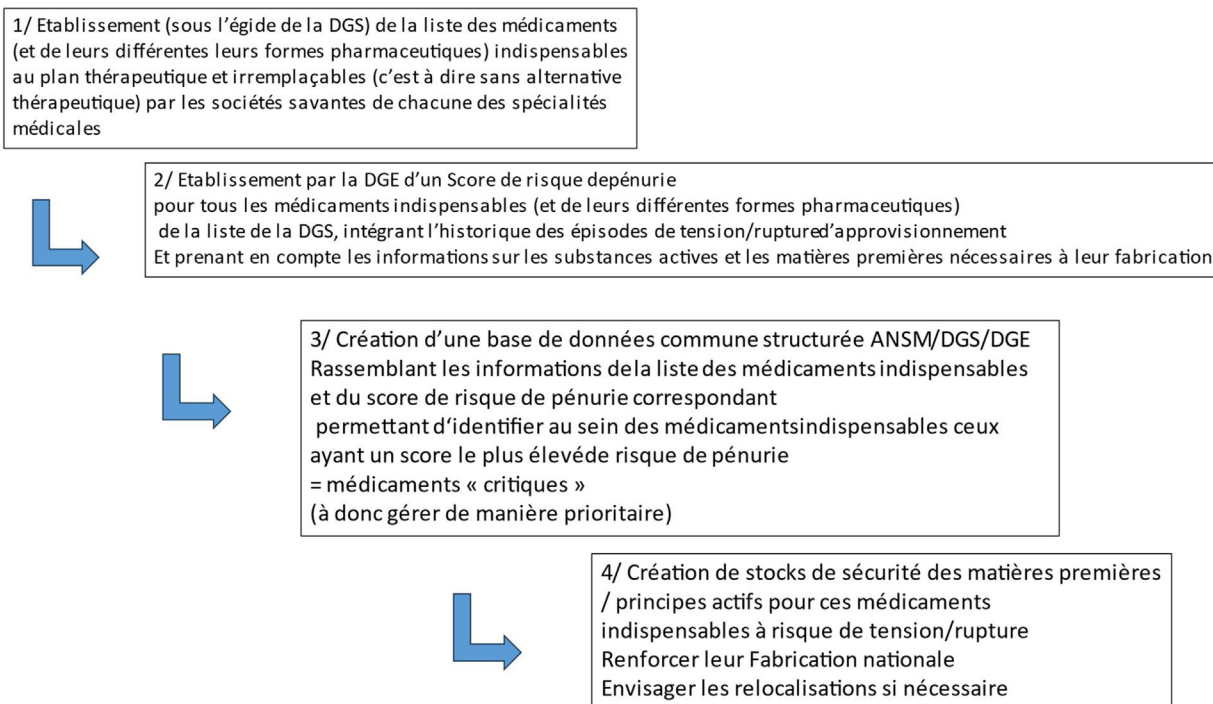 1/ Etablissement (sous l’égide de la DGS) de la liste des médicaments
(et de leurs différentes leurs formes pharmaceutiques) indispensables
au plan thérapeutique et irremplaçables (c’est à dire sans alternative
thérapeutique) par les sociétés savantes de chacune des spécialités
médicales
2/ Etablissement par la DGE d’un Score de risque depénurie
pour tous les médicaments indispensables (et de leurs différentes formes pharmaceutiques)
de la liste de la DGS, intégrant l’historique des épisodes de tension/ruptured’approvisionnement
Et prenant en compte les informations sur les substances actives et les matières premières nécessaires à leur fabrication
3/ Création d’une base de données commune structurée ANSM/DGS/DGE
Rassemblant les informations dela liste des médicaments indispensables
et du score de risque de pénurie correspondant
permettant d‘identifier au sein des médicamentsindispensables ceux
ayant un score le plus élevéde risque de pénurie
= médicaments « critiques »
(à donc gérer de manière prioritaire)
4/ Création de stocks de sécurité des matières premières
/ principes actifs pour ces médicaments
indispensables à risque de tension/rupture
Renforcer leur Fabrication nationale
Envisager les relocalisations si nécessaire